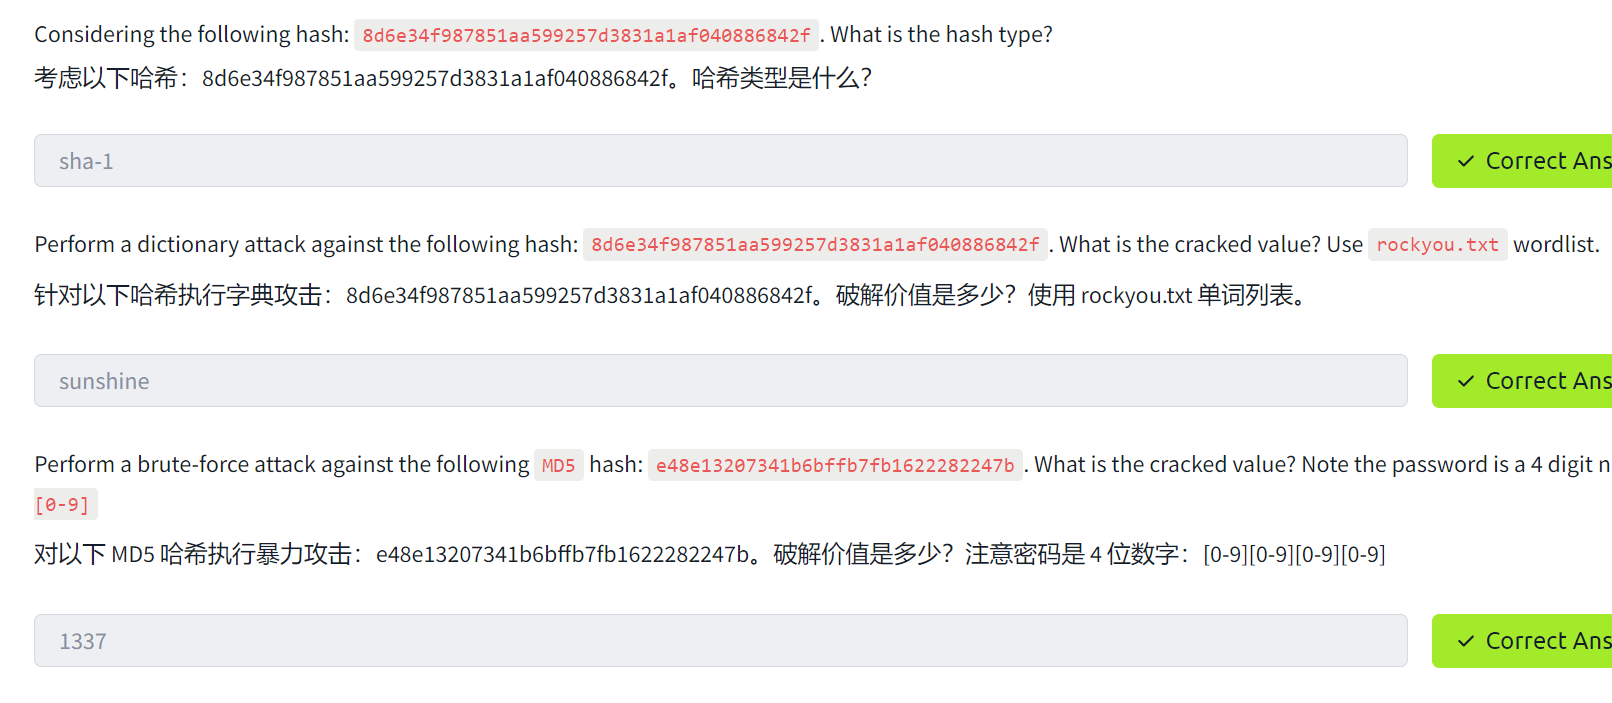 Considering the following hash: 8d6e34f987851aa599257d3831a1af040886842f. What is the hash type?
考虑以下哈希：8d6e34f987851aa599257d3831a1af040886842f。哈希类型是什么？
sha-1
✓ Correct Ans
Perform a dictionary attack against the following hash: 8d6e34f987851aa599257d3831a1af040886842f. What is the cracked value? Use rockyou.txt wordlist.
针对以下哈希执行字典攻击：8d6e34f987851aa599257d3831a1af040886842f。破解价值是多少？使用 rockyou.txt 单词列表。
sunshine
✓ Correct Ans
Perform a brute-force attack against the following MD5 hash: e48e13207341b6bffb7fb1622282247b. What is the cracked value? Note the password is a 4 digit n
[0-9]
对以下 MD5 哈希执行暴力攻击：e48e13207341b6bffb7fb1622282247b。破解价值是多少？注意密码是 4 位数字：[0-9][0-9][0-9][0-9]
1337
✓ Correct Ans